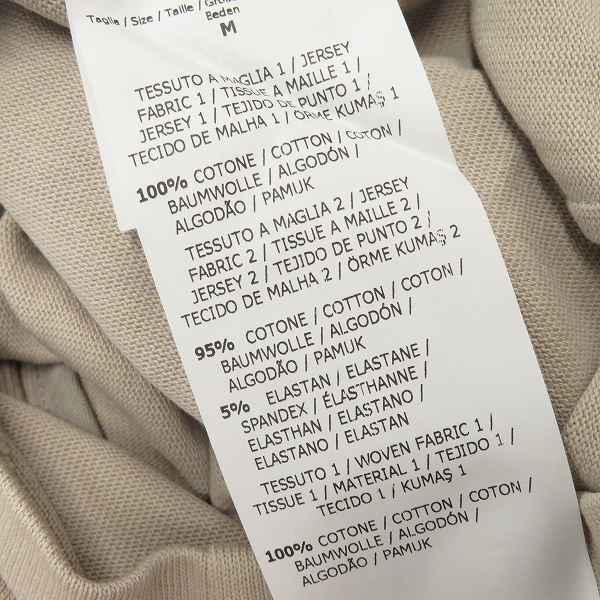 Taglia / Size / Taille /
Beden
M
TESSUTO A MAGLIA 1 / JERSEY
FABRIC 1 / TISSUE A MAILLE 1 /
JERSEY 1 / TEJIDO DE PUNTO 1 /
TECIDO DE MALHA 1 / ÖRME KUMAŞ 1
100% COTONE / COTTON / COTON /
BAUMWOLLE / ALGODÓN /
ALGODÃO / PAMUK
TESSUTO A MAGLIA 2 / JERSEY
FABRIC 2 / TISSUE A MAILLE 2 /
JERSEY 2 / TEJIDO DE PUNTO 2 /
TECIDO DE MALHA 2 / ÖRME KUMAŞ 2
95% COTONE / COTTON / COTON /
BAUMWOLLE / ALGODÓN /
ALGODÃO / PAMUK
5% ELASTAN / ELASTANE /
SPANDEX / ÉLASTHANNE /
ELASTHAN / ELASTANO /
ELASTANO / ELASTAN
TESSUTO 1 / WOVEN FABRIC 1 /
TISSUE 1 / MATERIAL 1 / TEJIDO 1 /
TECIDO 1 / KUMAŞ 1
100% COTONE / COTTON / COTON /
BAUMWOLLE / ALGODÓN /
ALGODÃO / PAMUK